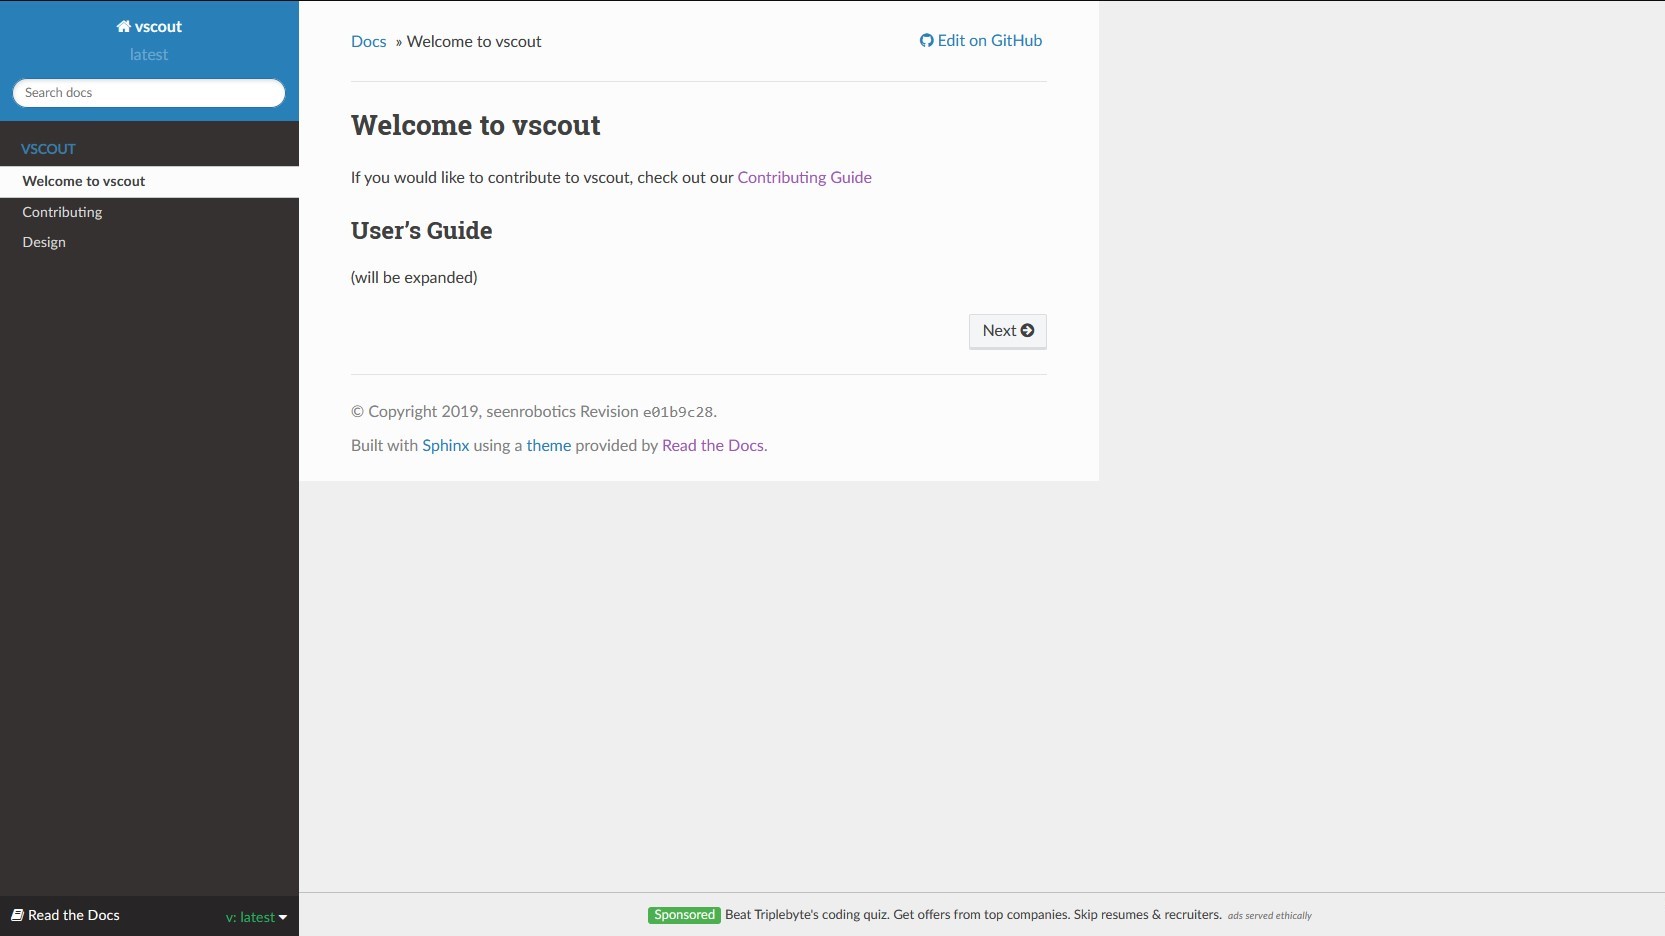 vscout
latest
Search docs
VSCOUT
Welcome to vscout
Contributing
Design
Read the Docs
v: latest
Docs » Welcome to vscout
Edit on GitHub
Welcome to vscout
If you would like to contribute to vscout, check out our Contributing Guide
User’s Guide
(will be expanded)
Next
© Copyright 2019, seenrobotics Revision e01b9c28.
Built with Sphinx using a theme provided by Read the Docs.
Sponsored Beat Triplebyte's coding quiz. Get offers from top companies. Skip resumes & recruiters. ads served ethically